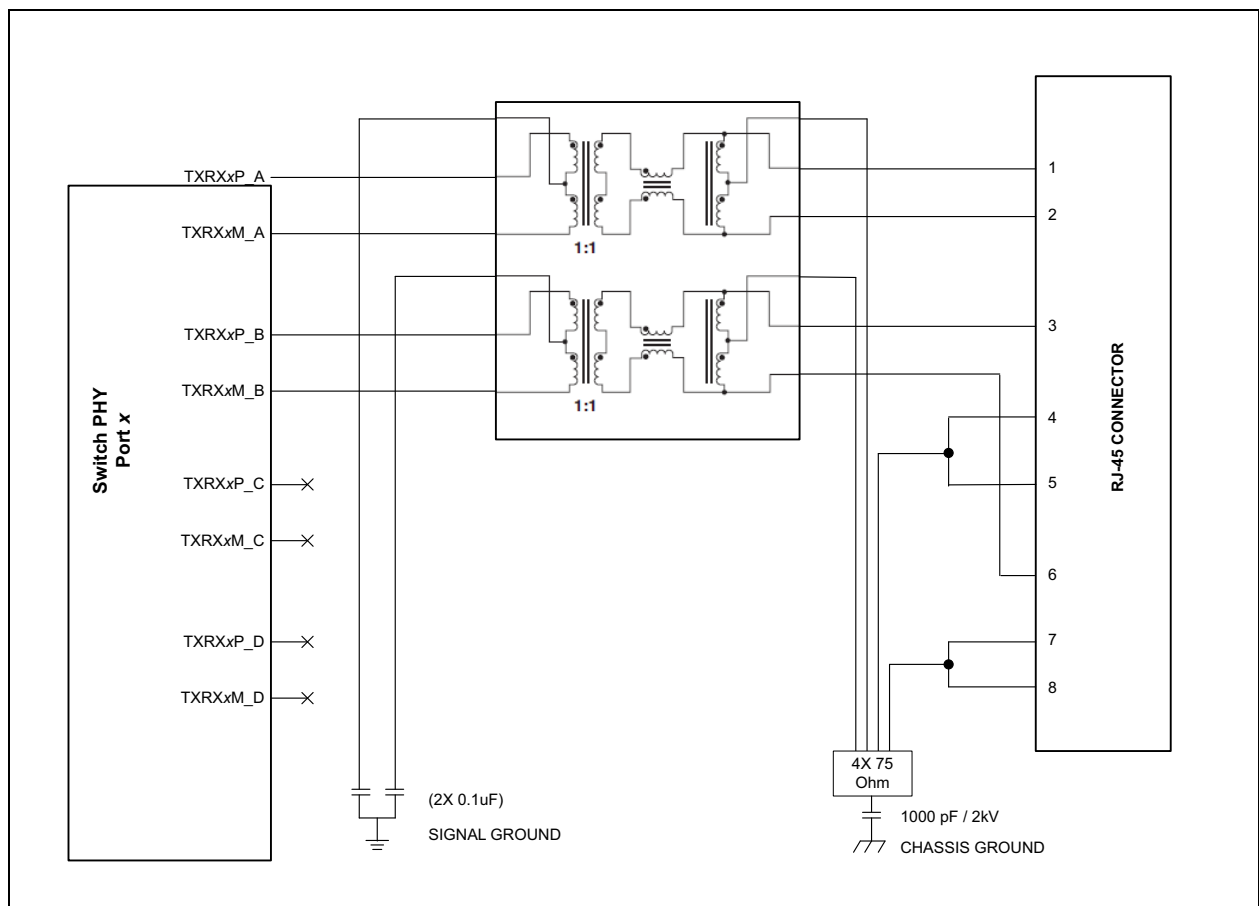 TXRXxP_A
TXRXxM_A
TXRXxP_B
TXRXxM_B
TXRXxP_C
TXRXxM_C
TXRXxP_D
TXRXxM_D
Switch PHY
Port x
1:1
1:1
1
2
3
4
5
6
7
8
RJ-45 CONNECTOR
(2X 0.1uF)
SIGNAL GROUND
4X 75
Ohm
1000 pF / 2kV
CHASSIS GROUND